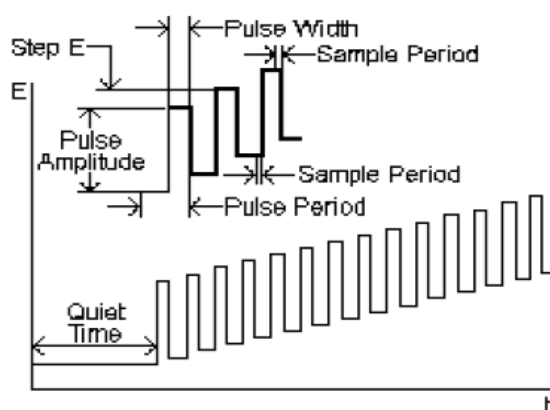 Pulse Width
Step E
Sample Period
E
Pulse
Amplitude
Sample Period
Pulse Period
Quiet
Time